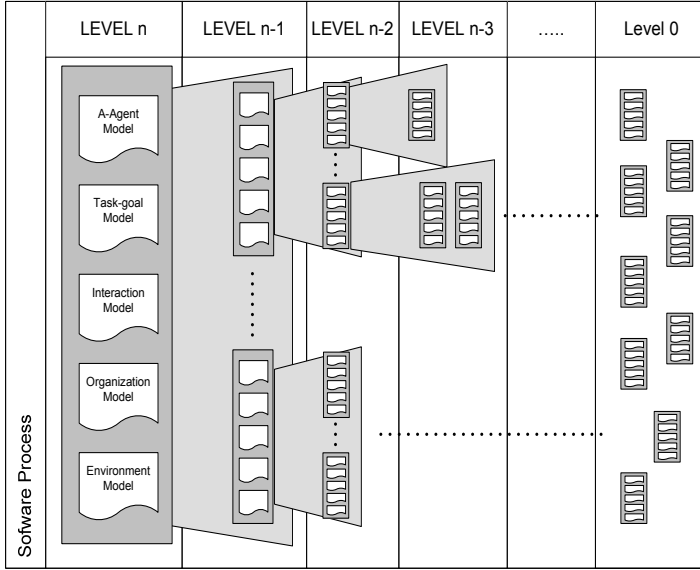 LEVEL n
LEVEL n-1
LEVEL n-2
LEVEL n-3
.....
Level 0
A-Agent
Model
Task-goal
Model
Interaction
Model
Organization
Model
Environment
Model
Sofware Process